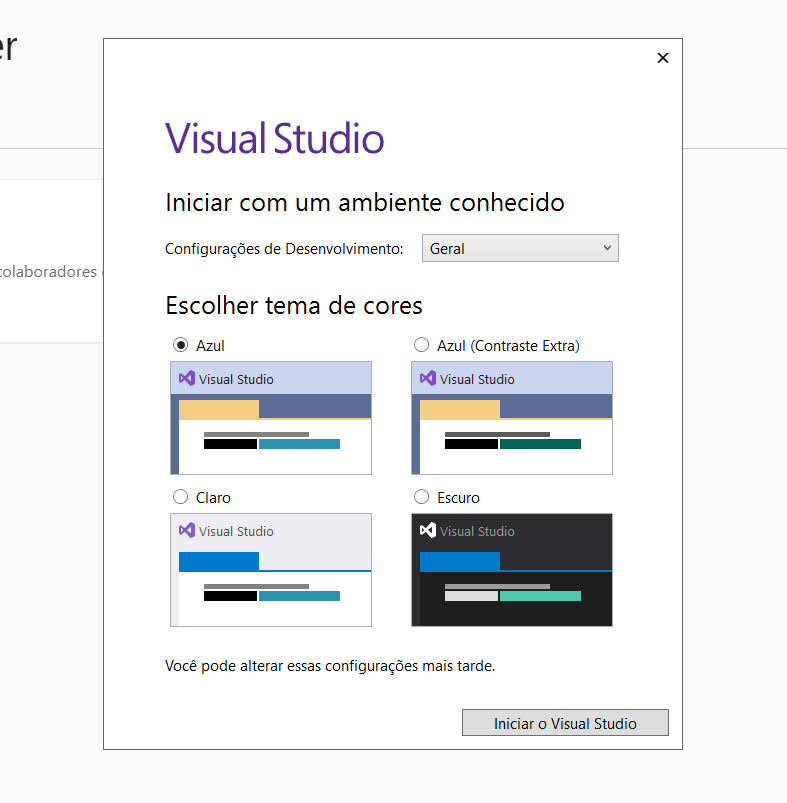 er
Visual Studio
Iniciar com um ambiente conhecido
Configurações de Desenvolvimento: Geral
colaboradores
Escolher tema de cores
Azul
Azul (Contraste Extra)
Visual Studio
Visual Studio
Claro
Escuro
Visual Studio
Visual Studio
Você pode alterar essas configurações mais tarde.
Iniciar o Visual Studio